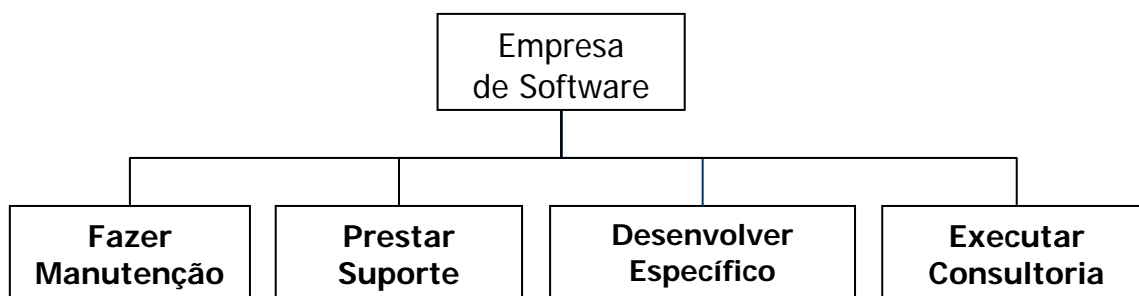 Empresa
de Software
Fazer
Manutenção
Prestar
Suporte
Desenvolver
Específico
Executar
Consultoria